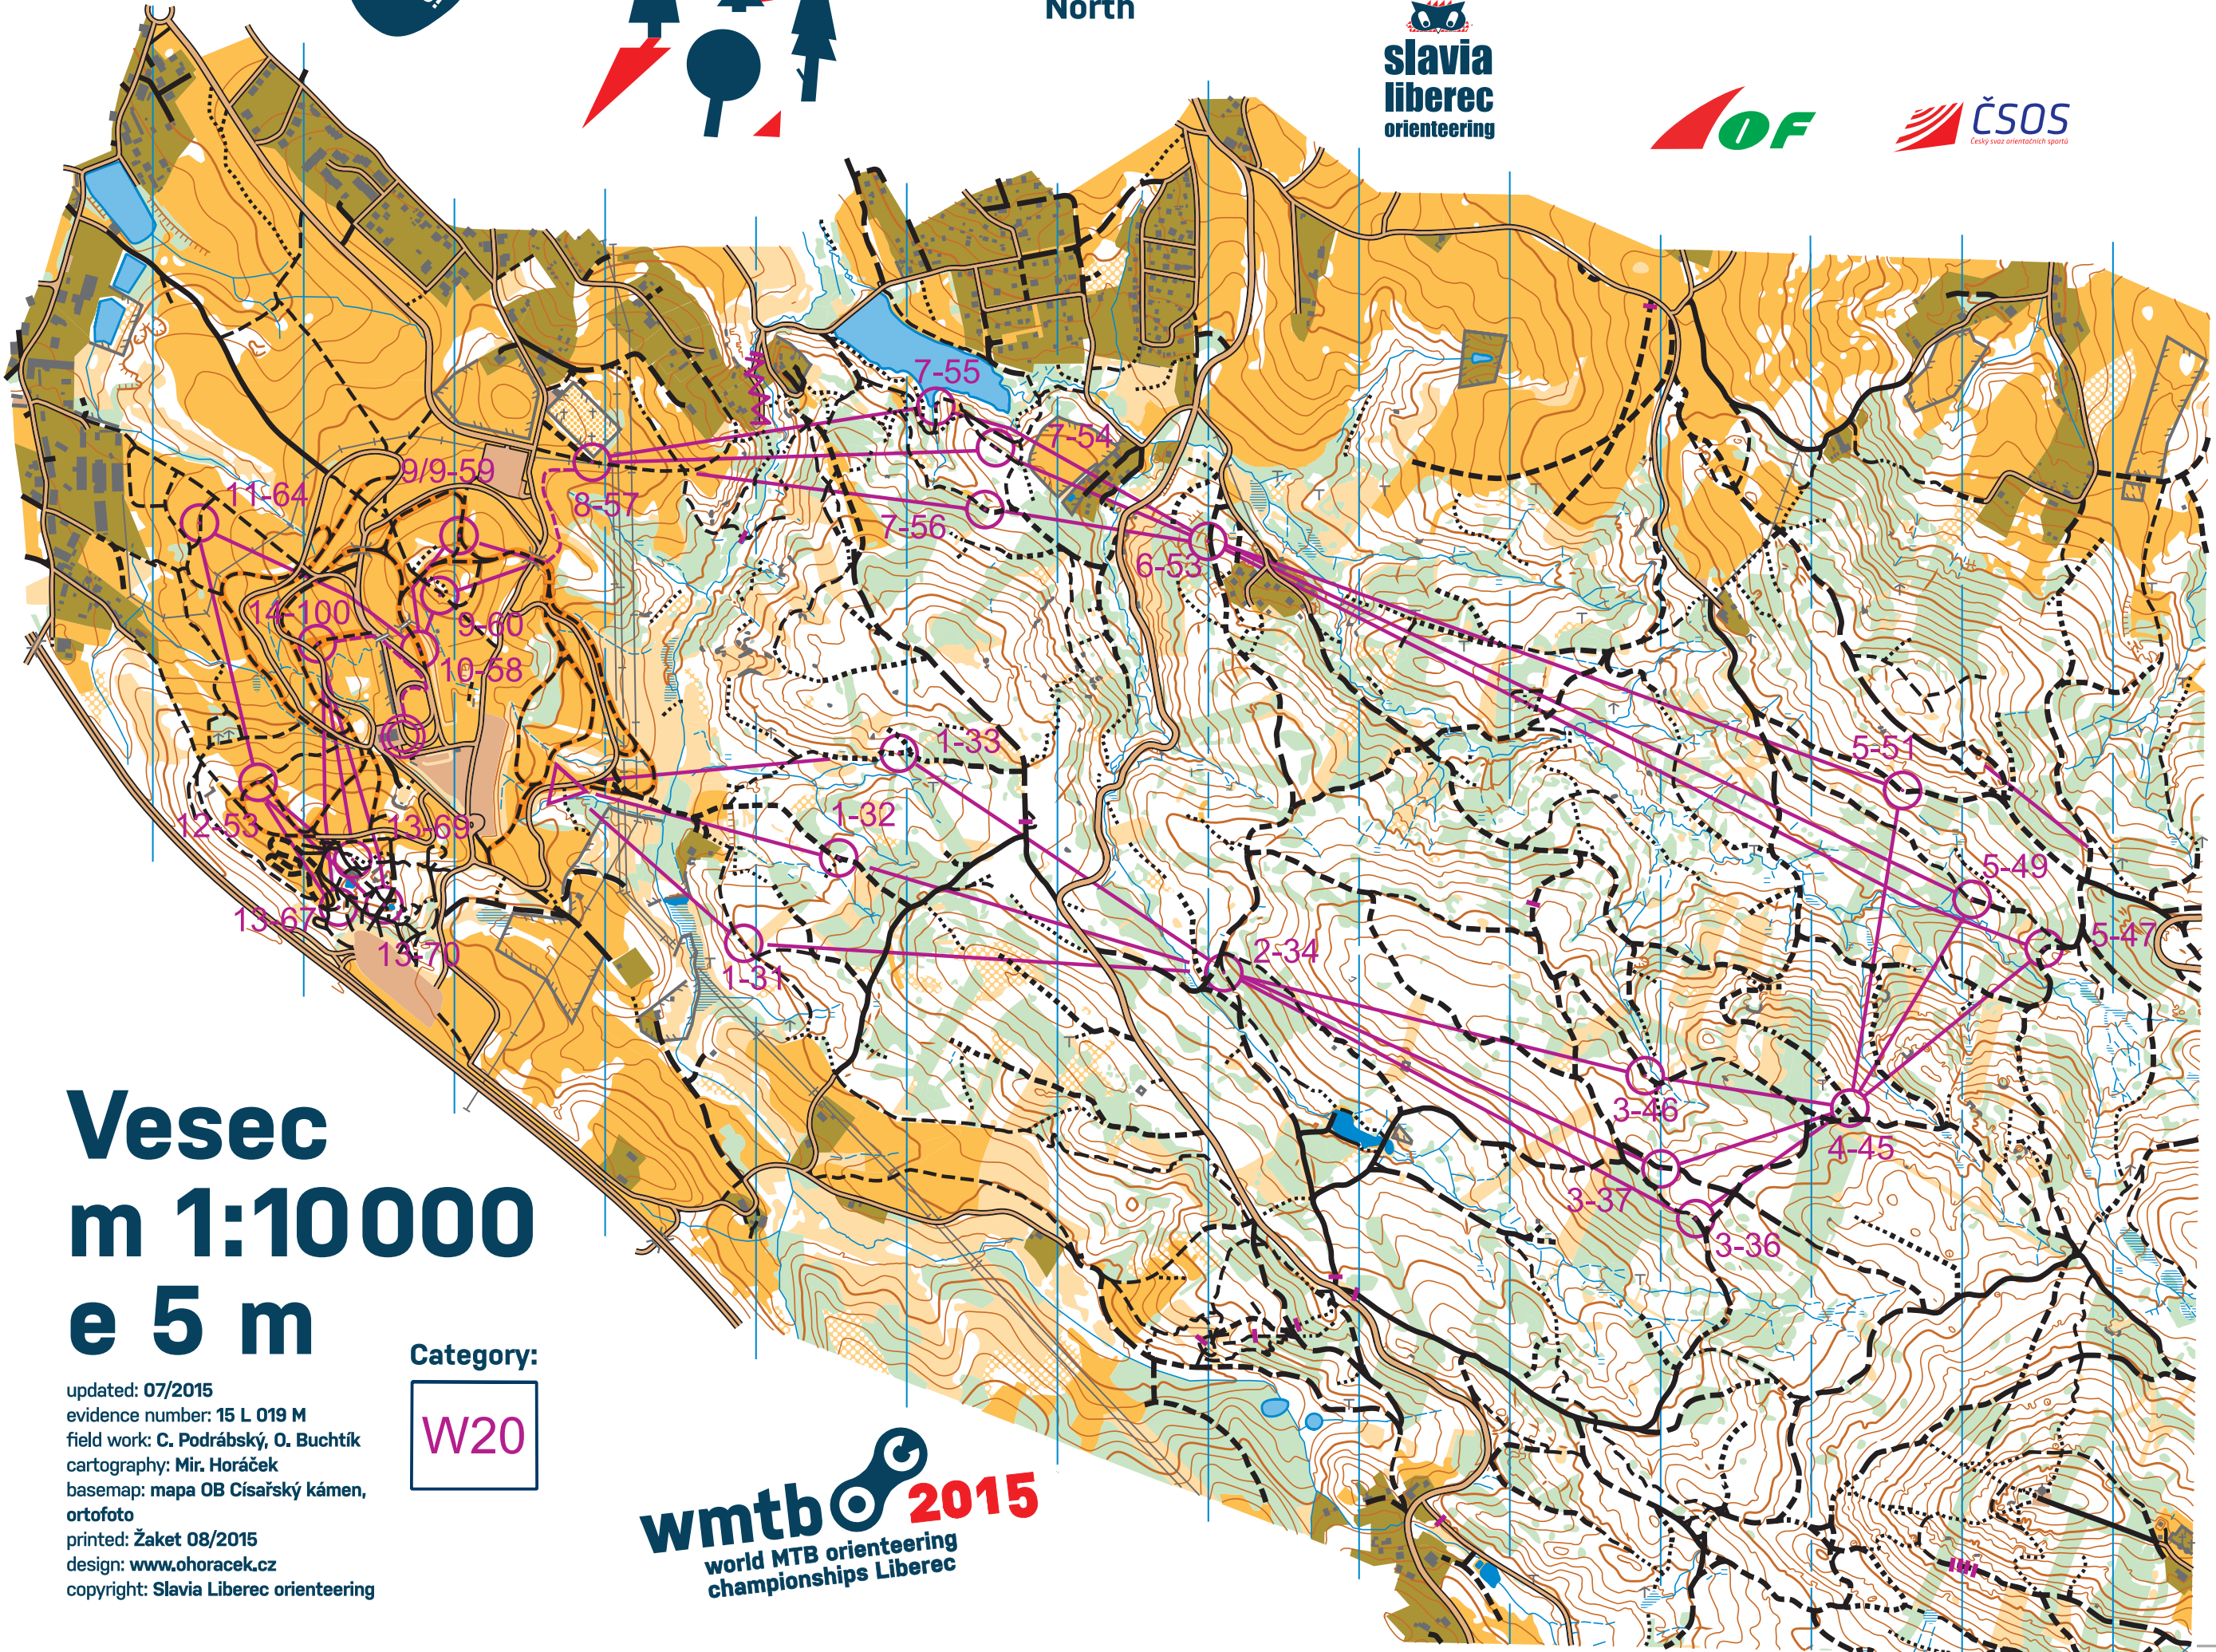 North
slavia
liberec
orienteering
IOF
ČSOS
Český svaz orientačních sportů
7-55
7-54
9/9-59
11-64
8-57
7-56
6-53
14-100
9-60
10-58
1-33
5-51
1-32
12-53
13-69
5-49
13-67
2-34
5-47
13-70
1-31
3-46
4-45
3-37
3-36
Vesec
m 1:10 000
e 5 m
Category:
W20
updated: 07/2015
evidence number: 15 L 019 M
field work: C. Podrábský, O. Buchtík
cartography: Mir. Horáček
basemap: mapa OB Císařský kámen,
ortofoto
printed: Žaket 08/2015
design: www.ohoracek.cz
copyright: Slavia Liberec orienteering
wmtbo 2015
world MTB orienteering
championships Liberec